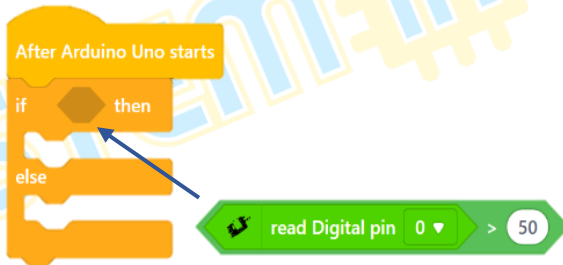 After Arduino Uno starts
if then
else
read Digital pin 0 ▼ > 50